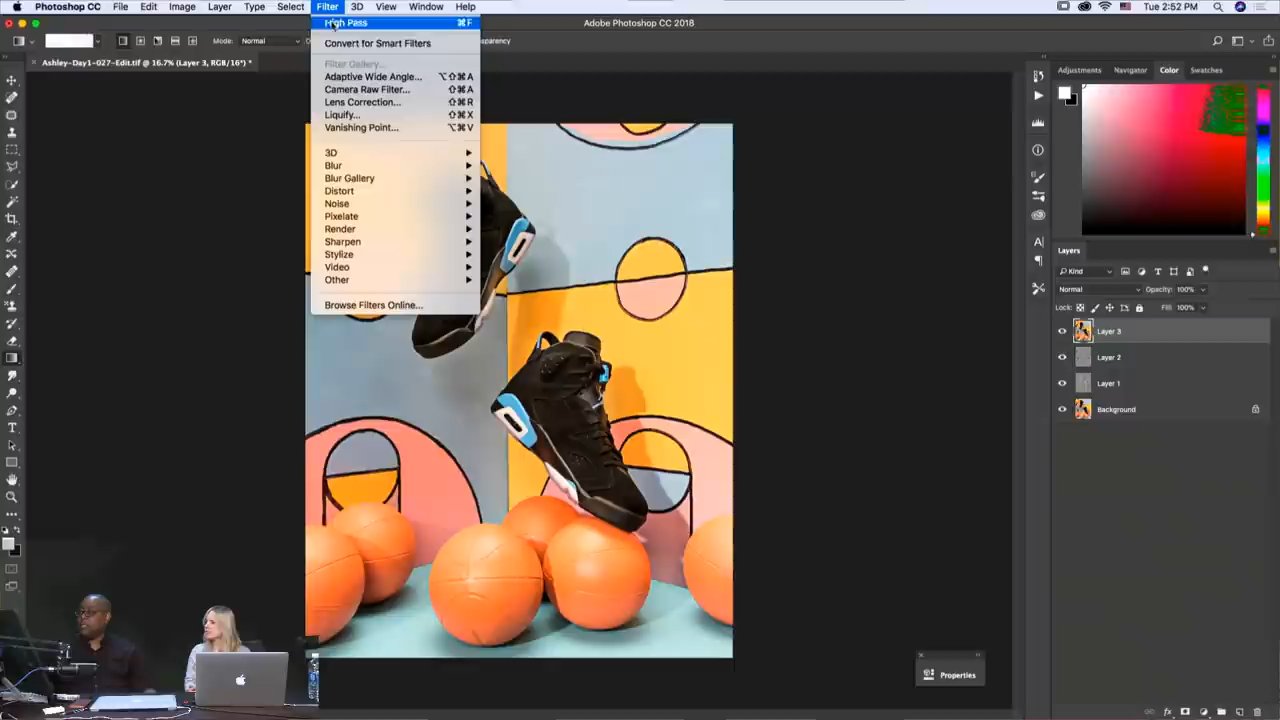 Photoshop CC File Edit Image Layer Type Select Filter 3D View Window Help Tue 2:52 PM
Adobe Photoshop CC 2018
Mode: Normal
Ashley-Day1-027-Edit.tif @ 16.7% (Layer 3, RGB/16*) *
High Pass ⌘F
Convert for Smart Filters
Filter Gallery...
Adaptive Wide Angle... ⌥⇧⌘A
Camera Raw Filter... ⇧⌘A
Lens Correction... ⇧⌘R
Liquify... ⇧⌘X
Vanishing Point... ⌥⌘V
3D
Blur
Blur Gallery
Distort
Noise
Pixelate
Render
Sharpen
Stylize
Video
Other
Browse Filters Online...
Adjustments Navigator Color Swatches
Layers
Kind
Normal Opacity: 100%
Lock: Fill: 100%
Layer 3
Layer 2
Layer 1
Background
Properties